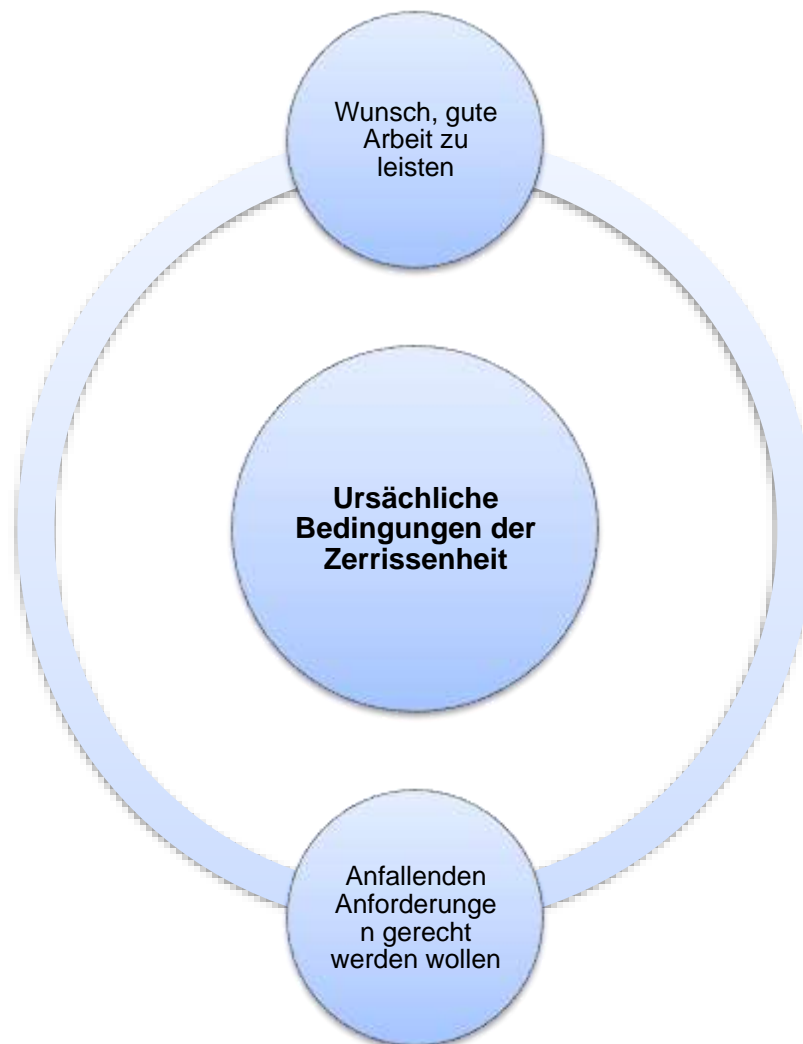 Wunsch, gute
Arbeit zu
leisten
Ursächliche
Bedingungen der
Zerrissenheit
Anfallenden
Anforderunge
n gerecht
werden wollen